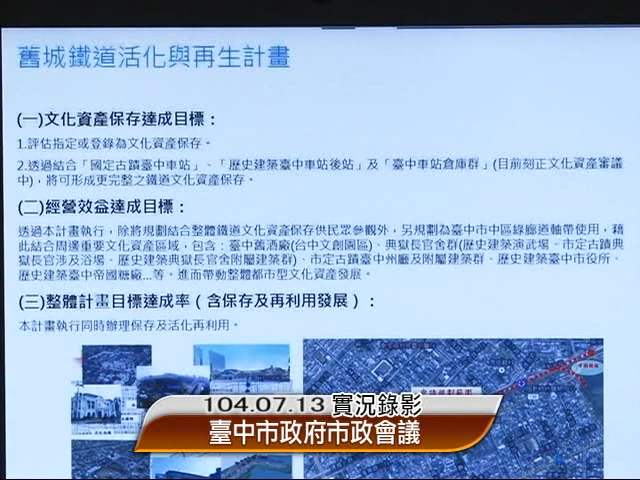 舊城鐵道活化與再生計畫
(一)文化資產保存達成目標：
1.評估指定或登錄為文化資產保存。
2.透過結合「國定古蹟臺中車站」、「歷史建築臺中車站後站」及「臺中車站倉庫群」(目前刻正文化資產審議
中)，將可形成更完整之鐵道文化資產保存。
(二)經營效益達成目標：
透過本計畫執行，除將規劃結合整體鐵道文化資產保存供民眾參觀外，另規劃為臺中市中區綠廊道軸帶使用，藉
此結合周邊重要文化資產區域，包含：臺中舊酒廠(台中文創園區)、典獄長官舍群(歷史建築演武場、市定古蹟典
獄長官涉及浴場、歷史建築典獄長官舍附屬建築群)、市定古蹟臺中州廳及附屬建築群、歷史建築臺中市役所、
歷史建築臺中帝國糖廠...等。進而帶動整體都市型文化資產發展。
(三)整體計畫目標達成率（含保存及再利用發展）：
本計畫執行同時辦理保存及活化再利用。
104.07.13 實況錄影
臺中市政府市政會議